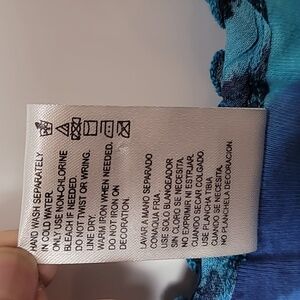 HAND WASH SEPARATELY
IN COLD WATER.
ONLY USE NON-CHLORINE
BLEACH IF NEEDED.
DO NOT TWIST OR WRING.
LINE DRY.
WARM IRON WHEN NEEDED.
DO NOT IRON ON
DECORATION.
LAVAR A MANO SEPARADO
CON AGUA FRIA.
USE SOLO BLANQUEADOR
SIN CLORO SE NECESITA.
NO EXPRIMIR NI ESTRUJAR.
CUANDO SECAR COLGADO.
USE PLANCHA TIBIA
CUANDO SE NECESITA.
NO PLANCHELA DECORACION.